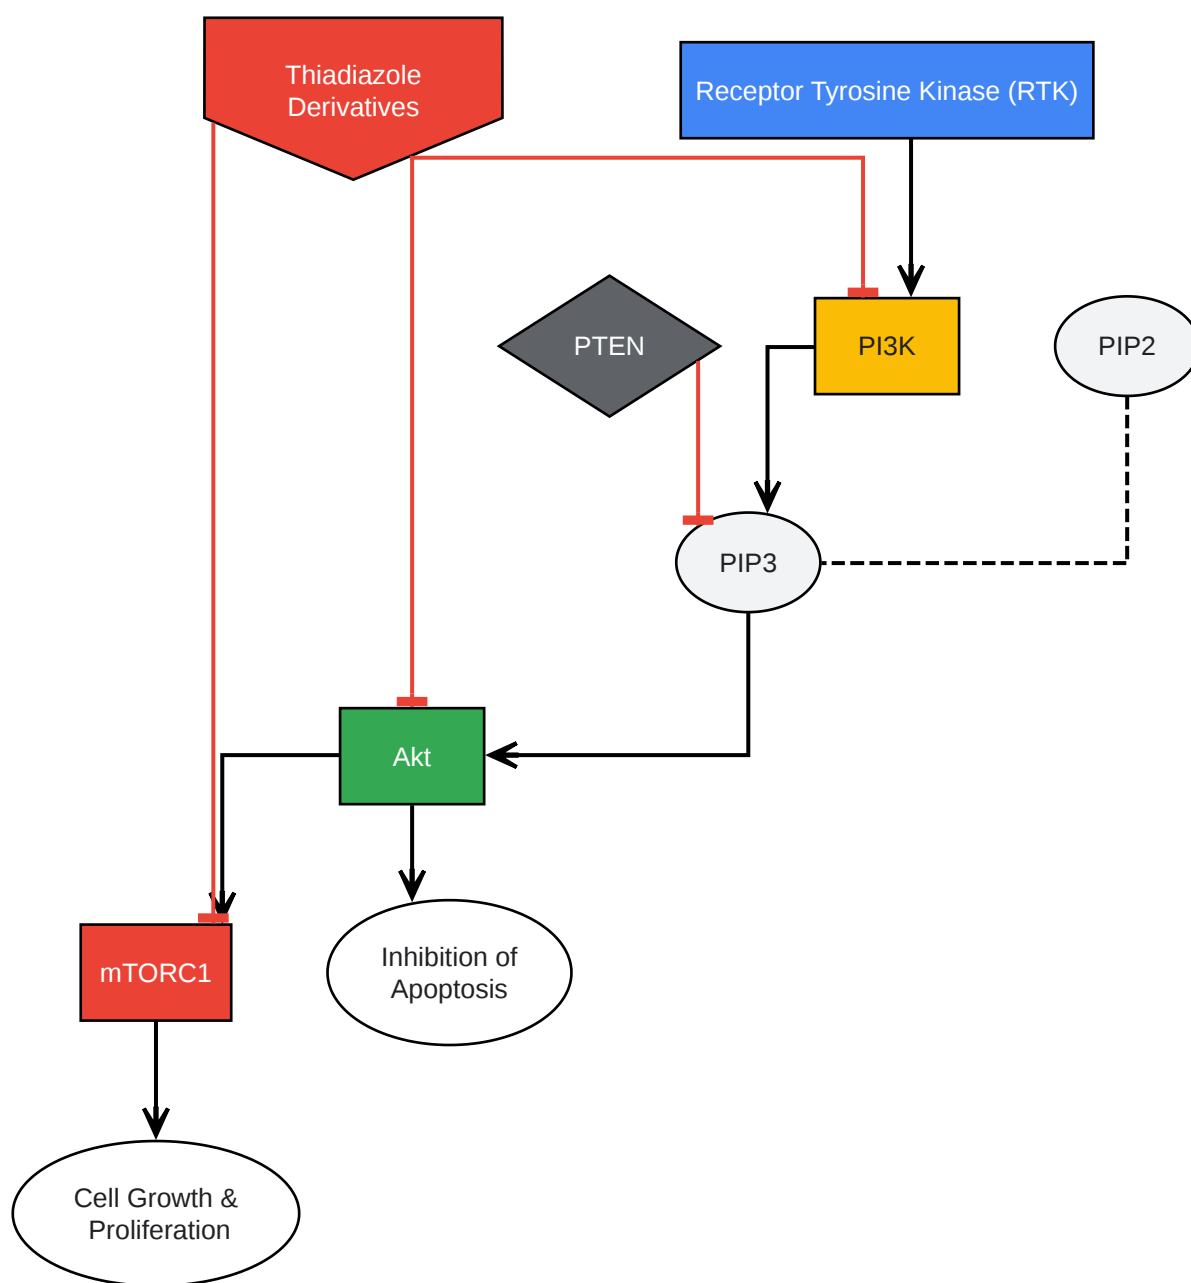 Thiadiazole
Derivatives
Receptor Tyrosine Kinase (RTK)
PTEN
PI3K
PIP2
PIP3
Akt
mTORC1
Inhibition of
Apoptosis
Cell Growth &
Proliferation